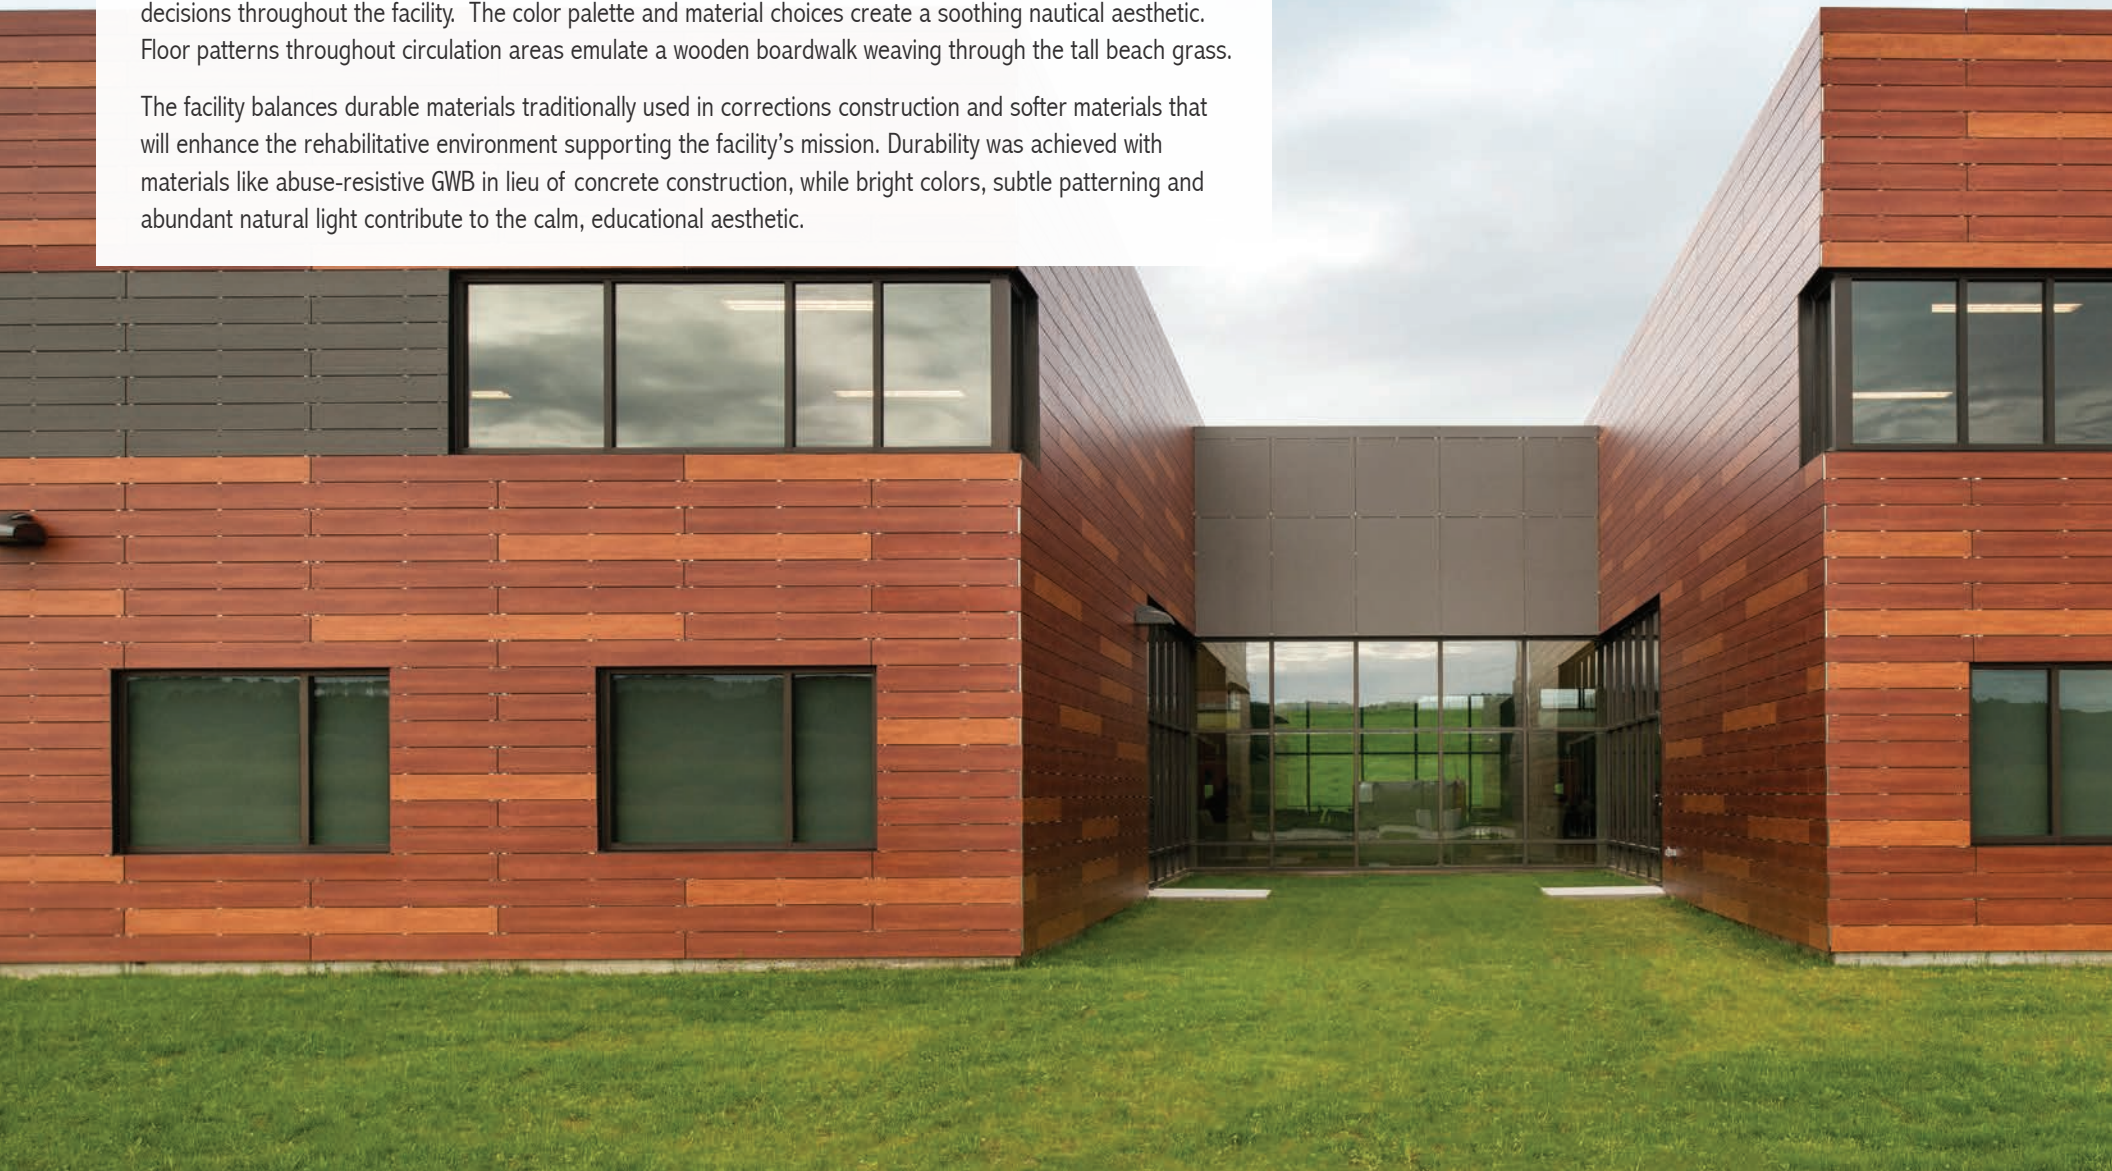 decisions throughout the facility.  The color palette and material choices create a soothing nautical aesthetic.
Floor patterns throughout circulation areas emulate a wooden boardwalk weaving through the tall beach grass.
The facility balances durable materials traditionally used in corrections construction and softer materials that
will enhance the rehabilitative environment supporting the facility’s mission. Durability was achieved with
materials like abuse-resistive GWB in lieu of concrete construction, while bright colors, subtle patterning and
abundant natural light contribute to the calm, educational aesthetic.